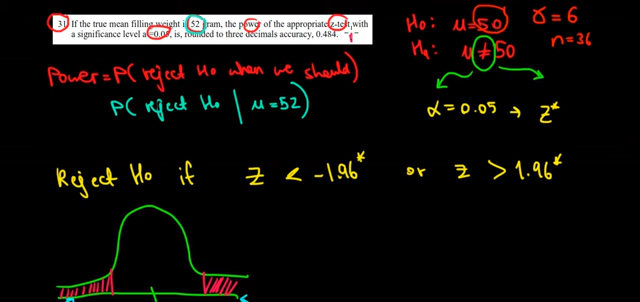 31. If the true mean filling weight is 52 gram, the power of the appropriate z-test, with
a significance level α=0.05, is, rounded to three decimals accuracy, 0.484.
H0: μ=50 σ=6
H1: μ≠50 n=36
Power=P(reject H0 when we should)
P(reject H0 | μ=52)
α=0.05 → Z*
Reject H0 if Z < -1.96* or Z > 1.96*